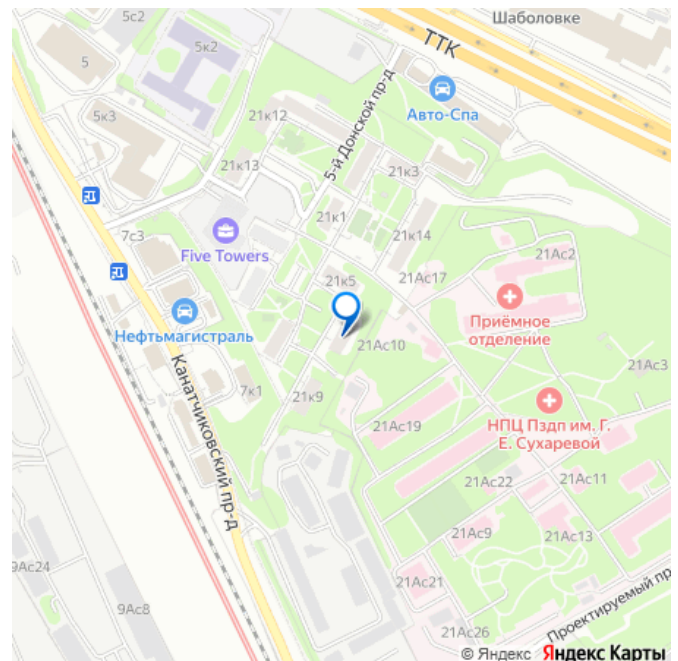 Шаболовке
5с2
5к2
5
ТТК
Авто-Спа
5к3
21к12
5-й Донской пр-д
21к13
21к3
21к1
7с3
21к14
Five Towers
21Ас2
21Ас17
21к5
Нефтьмагистраль
Приёмное
отделение
21Ас10
21Ас3
Канатчиковский пр-д
7к1
21к9
НПЦ Пздп им. Г.
Е. Сухаревой
21Ас19
21Ас22
21Ас11
21Ас9
21Ас13
9Ас24
21Ас21
9Ас8
Проектируемый пр
21Ас26
© Яндекс Яндекс Карты